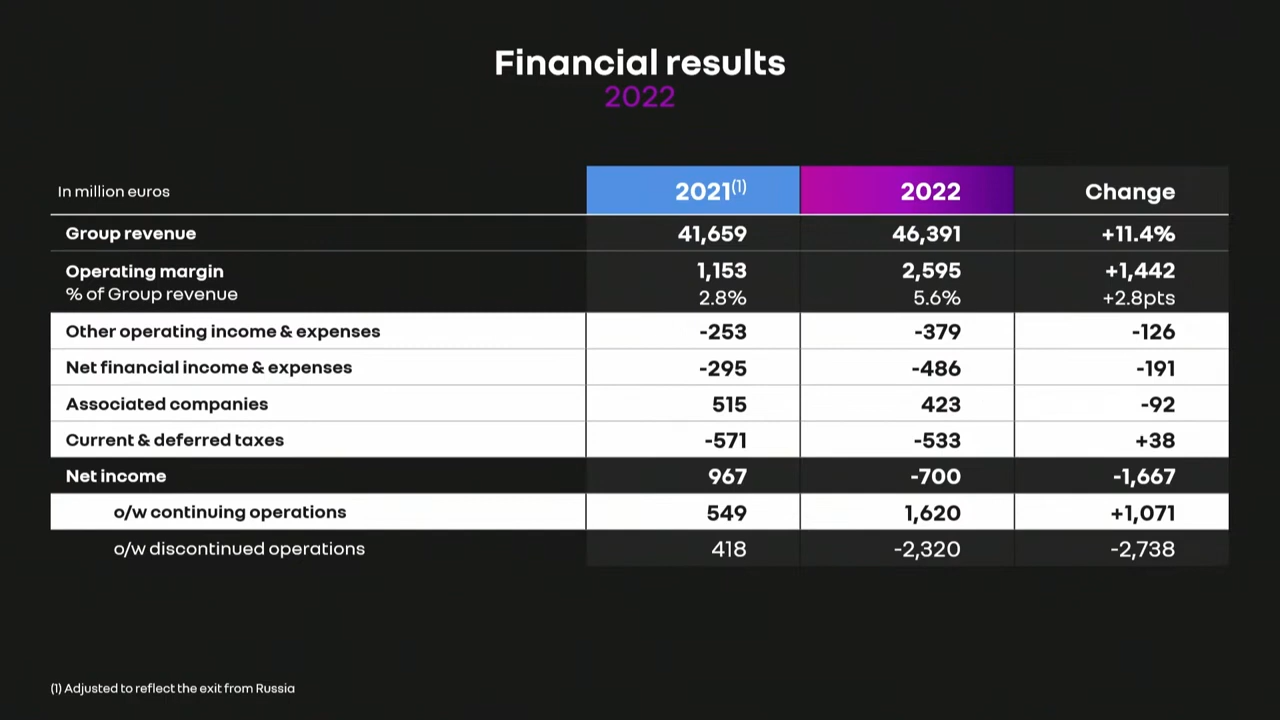 Financial results
2022
In million euros 2021(1) 2022 Change
Group revenue 41,659 46,391 +11.4%
Operating margin 1,153 2,595 +1,442
% of Group revenue 2.8% 5.6% +2.8pts
Other operating income & expenses -253 -379 -126
Net financial income & expenses -295 -486 -191
Associated companies 515 423 -92
Current & deferred taxes -571 -533 +38
Net income 967 -700 -1,667
o/w continuing operations 549 1,620 +1,071
o/w discontinued operations 418 -2,320 -2,738
(1) Adjusted to reflect the exit from Russia